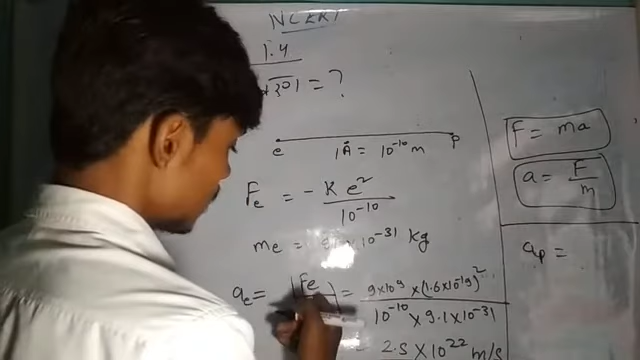 NCERT
1.4
= ?
e 1Å = 10⁻¹⁰ m p
Fe = - K e² / 10⁻¹⁰
me = × 10⁻³¹ kg
ae = | Fe | = 9×10⁹ × (1.6×10⁻¹⁹)² / 10⁻¹⁰ × 9.1×10⁻³¹
= 2.5 × 10²² m/s
F = ma
a = F / m
ap =